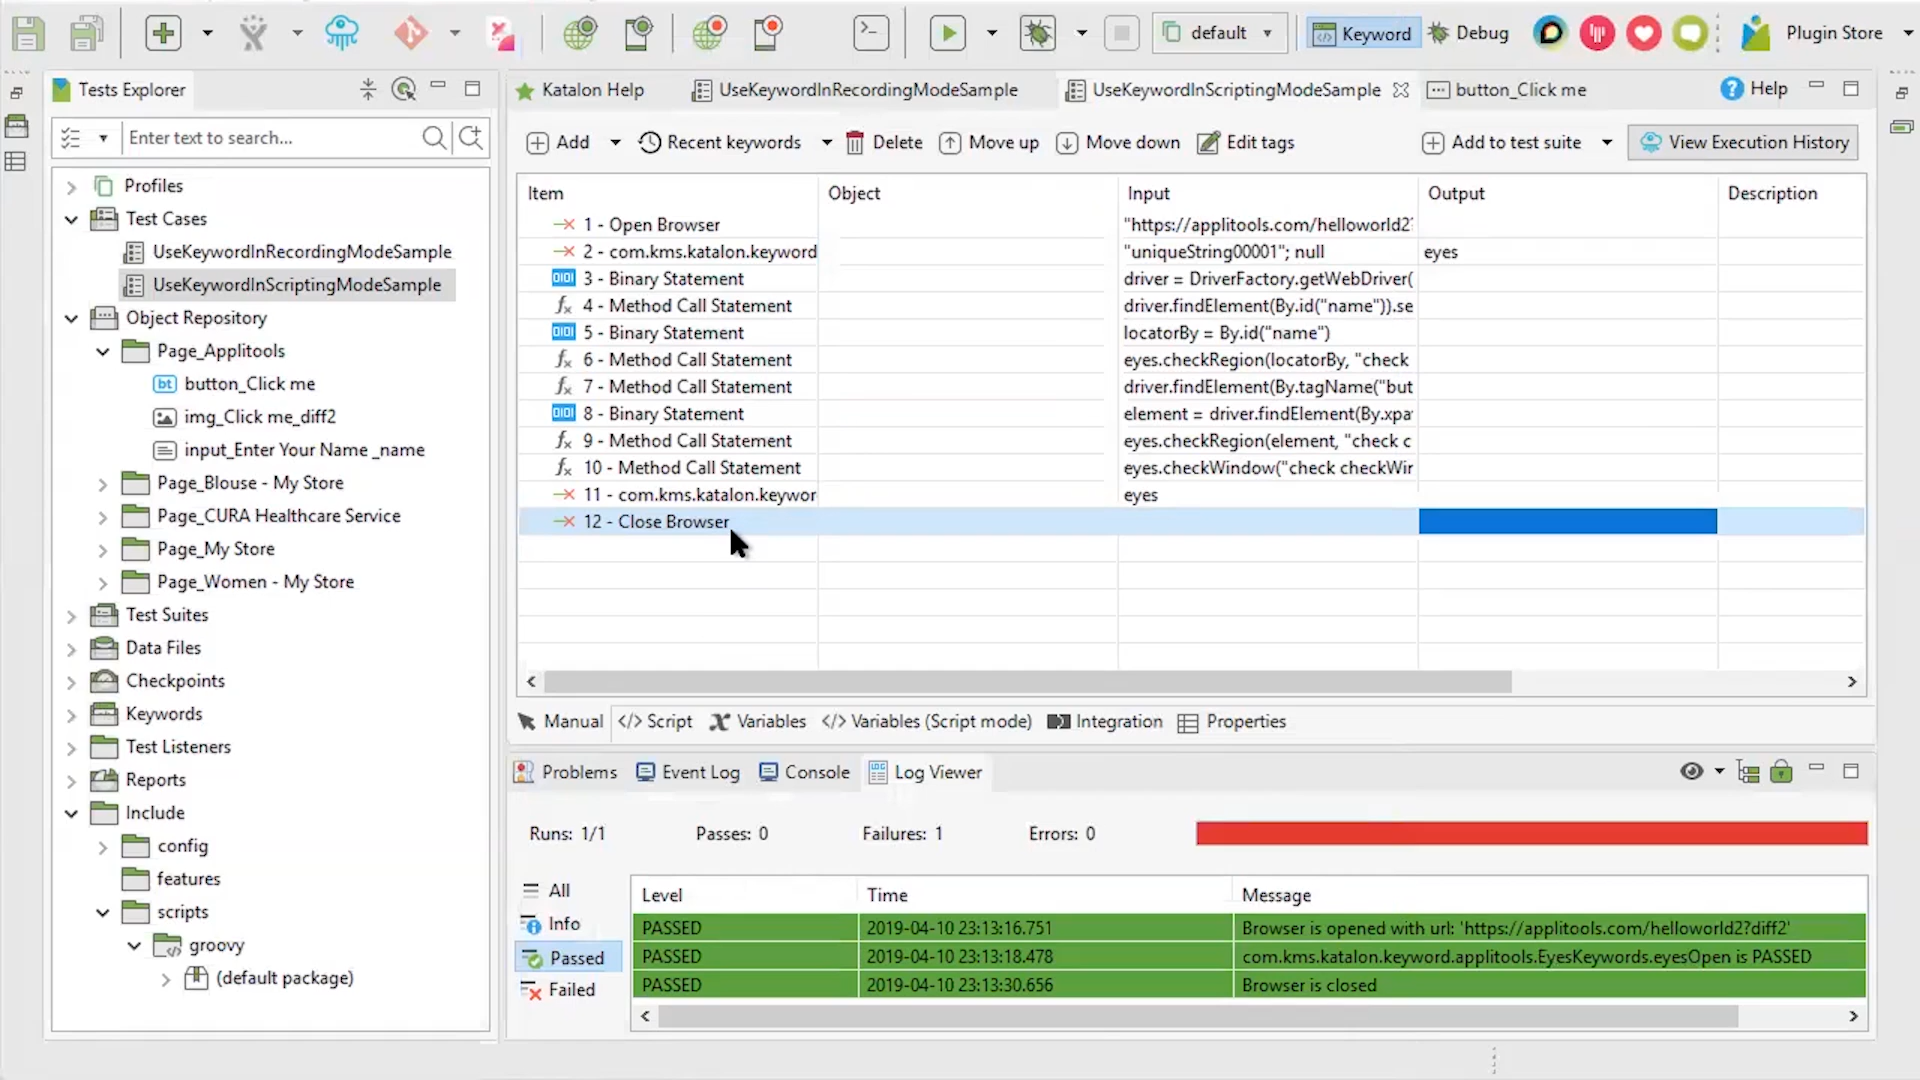 default
Keyword
Debug
Plugin Store
Tests Explorer
Enter text to search...
Profiles
Test Cases
UseKeywordInRecordingModeSample
UseKeywordInScriptingModeSample
Object Repository
Page_Applitools
bt button_Click me
img_Click me_diff2
input_Enter Your Name _name
Page_Blouse - My Store
Page_CURA Healthcare Service
Page_My Store
Page_Women - My Store
Test Suites
Data Files
Checkpoints
Keywords
Test Listeners
Reports
Include
config
features
scripts
groovy
(default package)
Katalon Help
UseKeywordInRecordingModeSample
UseKeywordInScriptingModeSample
button_Click me
Help
Add
Recent keywords
Delete
Move up
Move down
Edit tags
Add to test suite
View Execution History
Item Object Input Output Description
1 - Open Browser "https://applitools.com/helloworld2?
2 - com.kms.katalon.keyword "uniqueString00001"; null eyes
3 - Binary Statement driver = DriverFactory.getWebDriver(
4 - Method Call Statement driver.findElement(By.id("name")).se
5 - Binary Statement locatorBy = By.id("name")
6 - Method Call Statement eyes.checkRegion(locatorBy, "check
7 - Method Call Statement driver.findElement(By.tagName("but
8 - Binary Statement element = driver.findElement(By.xpa
9 - Method Call Statement eyes.checkRegion(element, "check c
10 - Method Call Statement eyes.checkWindow("check checkWir
11 - com.kms.katalon.keywor eyes
12 - Close Browser
Manual
Script
Variables
Variables (Script mode)
Integration
Properties
Problems
Event Log
Console
Log Viewer
Runs: 1/1 Passes: 0 Failures: 1 Errors: 0
All
Info
Passed
Failed
Level Time Message
PASSED 2019-04-10 23:13:16.751 Browser is opened with url: 'https://applitools.com/helloworld2?diff2'
PASSED 2019-04-10 23:13:18.478 com.kms.katalon.keyword.applitools.EyesKeywords.eyesOpen is PASSED
PASSED 2019-04-10 23:13:30.656 Browser is closed